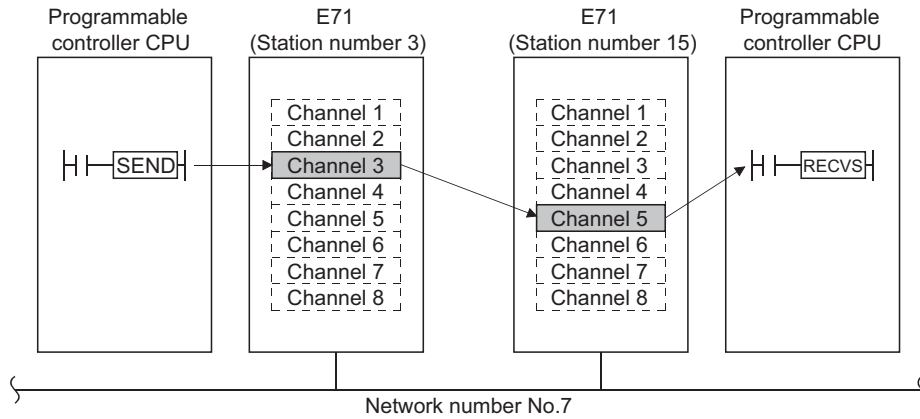 Programmable
controller CPU
E71
(Station number 3)
E71
(Station number 15)
Programmable
controller CPU
SEND
Channel 1
Channel 2
Channel 3
Channel 4
Channel 5
Channel 6
Channel 7
Channel 8
Channel 1
Channel 2
Channel 3
Channel 4
Channel 5
Channel 6
Channel 7
Channel 8
RECVS
Network number No.7